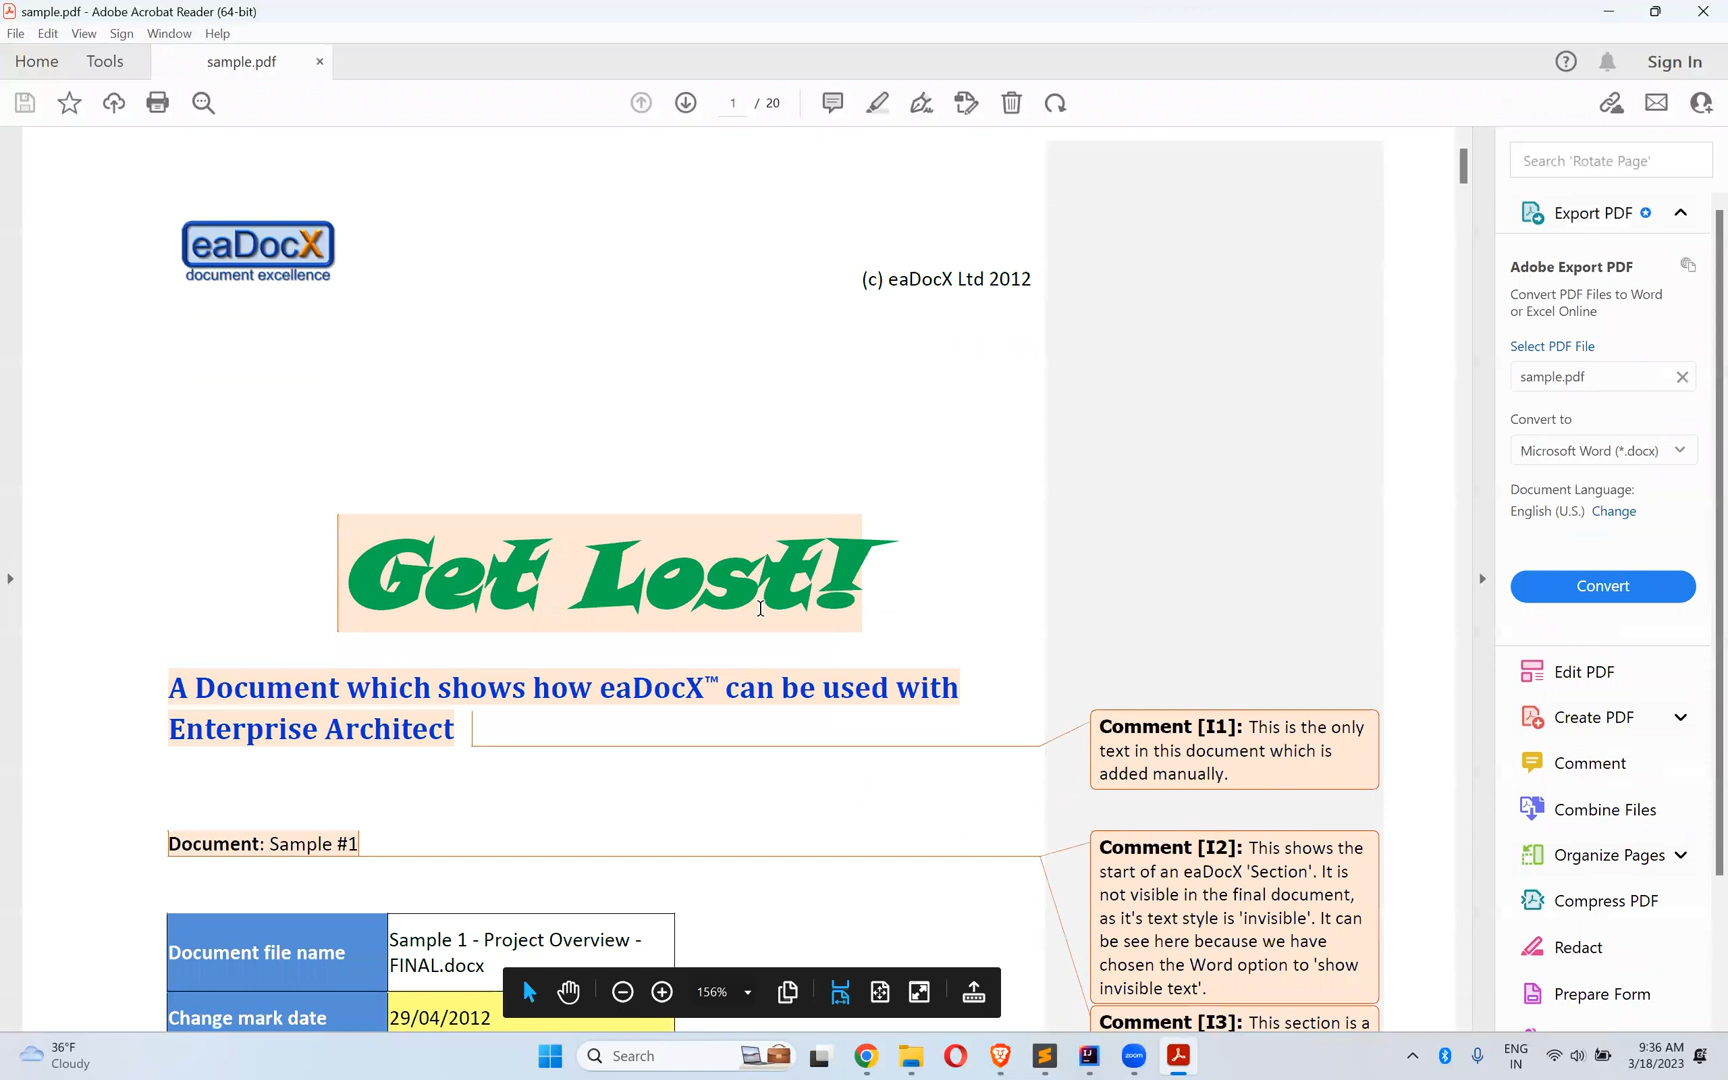 sample.pdf - Adobe Acrobat Reader (64-bit)
File Edit View Sign Window Help
Home Tools sample.pdf × Sign In
1 / 20
eaDocX
document excellence
(c) eaDocX Ltd 2012
Get Lost!
A Document which shows how eaDocX™ can be used with
Enterprise Architect
Document: Sample #1
Document file name
Sample 1 - Project Overview -
FINAL.docx
Change mark date
29/04/2012
Comment [I1]: This is the only
text in this document which is
added manually.
Comment [I2]: This shows the
start of an eaDocX 'Section'. It is
not visible in the final document,
as it's text style is 'invisible'. It can
be see here because we have
chosen the Word option to 'show
invisible text'.
Comment [I3]: This section is a
156%
Search 'Rotate Page'
Export PDF
Adobe Export PDF
Convert PDF Files to Word
or Excel Online
Select PDF File
sample.pdf
Convert to
Microsoft Word (*.docx)
Document Language:
English (U.S.) Change
Convert
Edit PDF
Create PDF
Comment
Combine Files
Organize Pages
Compress PDF
Redact
Prepare Form
36°F
Cloudy
Search
zoom
ENG
IN
9:36 AM
3/18/2023